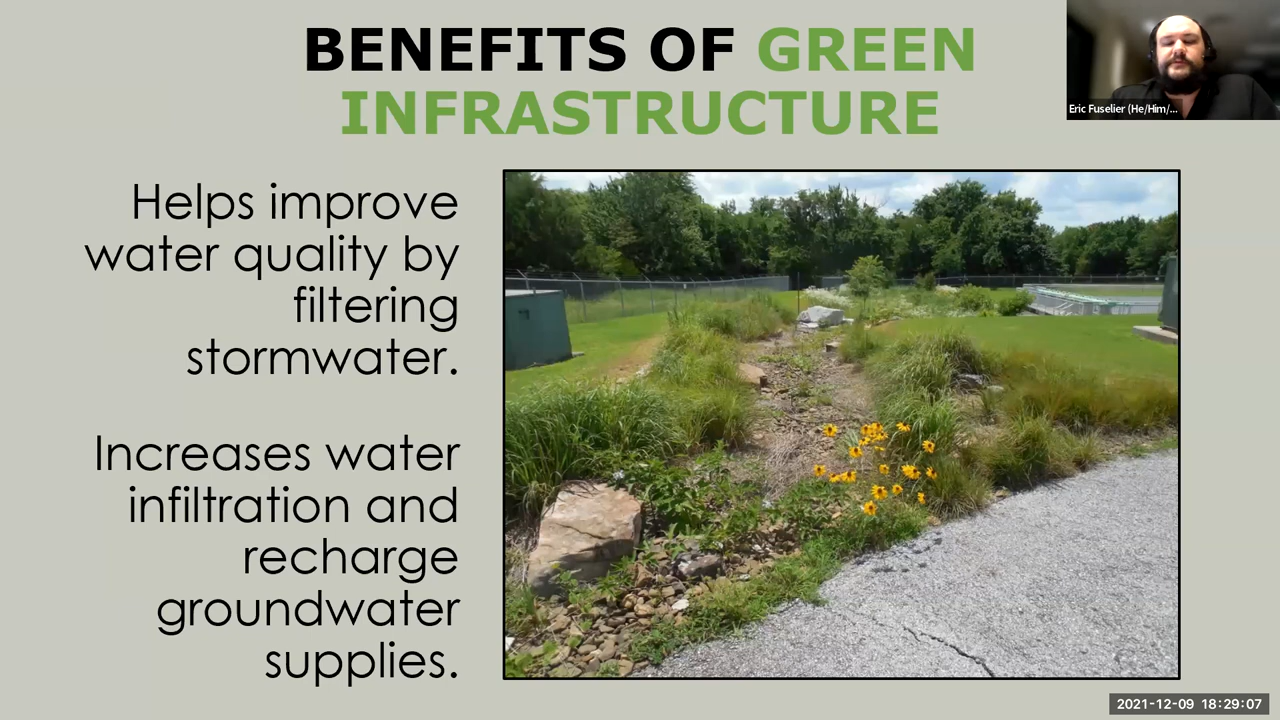 BENEFITS OF GREEN
INFRASTRUCTURE
Eric Fuselier (He/Him/...
Helps improve
water quality by
filtering
stormwater.
Increases water
infiltration and
recharge
groundwater
supplies.
2021-12-09 18:29:07